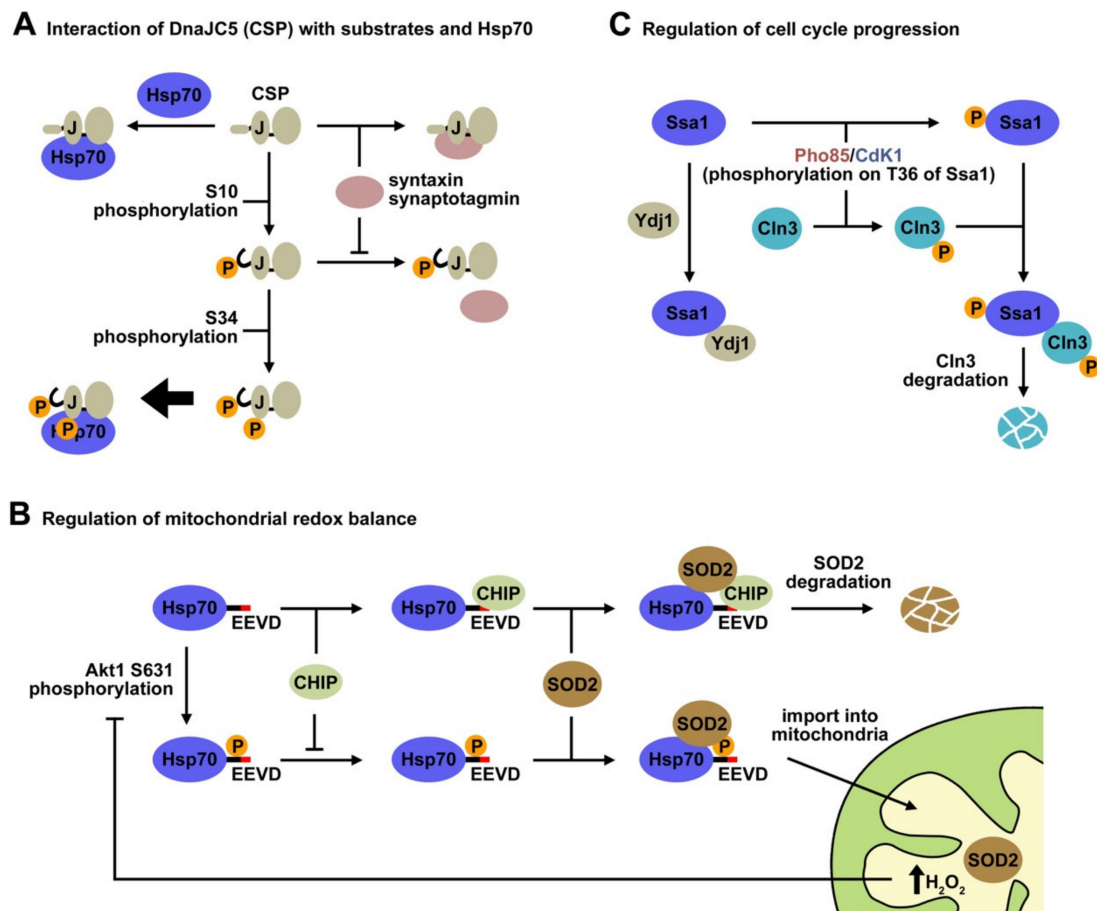 A Interaction of DnaJC5 (CSP) with substrates and Hsp70
Hsp70
CSP
J
Hsp70
J
J
S10
phosphorylation
syntaxin
synaptotagmin
P
J
P
J
S34
phosphorylation
P
J
P
Hsp70
J
P
P
C Regulation of cell cycle progression
Ssa1
P
Ssa1
Pho85/CdK1
(phosphorylation on T36 of Ssa1)
Ydj1
Cln3
Cln3
P
Ssa1
Ydj1
P
Ssa1
Cln3
P
Cln3
degradation
B Regulation of mitochondrial redox balance
Hsp70
EEVD
Hsp70
CHIP
EEVD
SOD2
Hsp70
CHIP
EEVD
SOD2
degradation
Akt1 S631
phosphorylation
CHIP
SOD2
Hsp70
P
EEVD
Hsp70
P
EEVD
SOD2
Hsp70
P
EEVD
import into
mitochondria
SOD2
H2O2